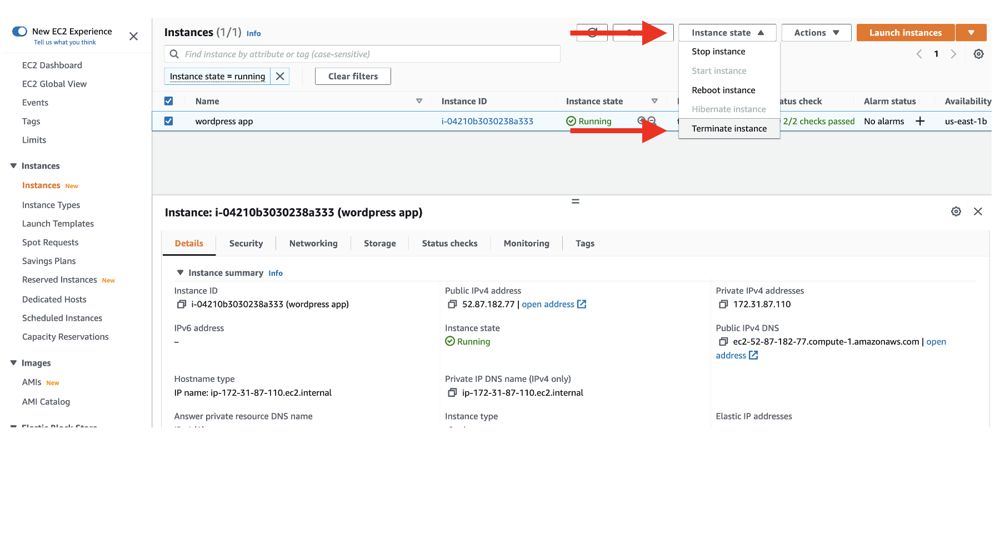 New EC2 Experience
Tell us what you think
EC2 Dashboard
EC2 Global View
Events
Tags
Limits
Instances
Instances New
Instance Types
Launch Templates
Spot Requests
Savings Plans
Reserved Instances New
Dedicated Hosts
Scheduled Instances
Capacity Reservations
Images
AMIs New
AMI Catalog
Elastic Block Store
Instances (1/1) Info
Instance state Actions Launch instances
Find instance by attribute or tag (case-sensitive)
1
Instance state = running Clear filters
Stop instance
Start instance
Reboot instance
Hibernate instance
Terminate instance
Name Instance ID Instance state check Alarm status Availability
wordpress app i-04210b3030238a333 Running 2/2 checks passed No alarms us-east-1b
Instance: i-04210b3030238a333 (wordpress app)
Details Security Networking Storage Status checks Monitoring Tags
Instance summary Info
Instance ID
i-04210b3030238a333 (wordpress app)
Public IPv4 address
52.87.182.77 | open address
Private IPv4 addresses
172.31.87.110
IPv6 address
–
Instance state
Running
Public IPv4 DNS
ec2-52-87-182-77.compute-1.amazonaws.com | open
address
Hostname type
IP name: ip-172-31-87-110.ec2.internal
Private IP DNS name (IPv4 only)
ip-172-31-87-110.ec2.internal
Answer private resource DNS name
Instance type
Elastic IP addresses